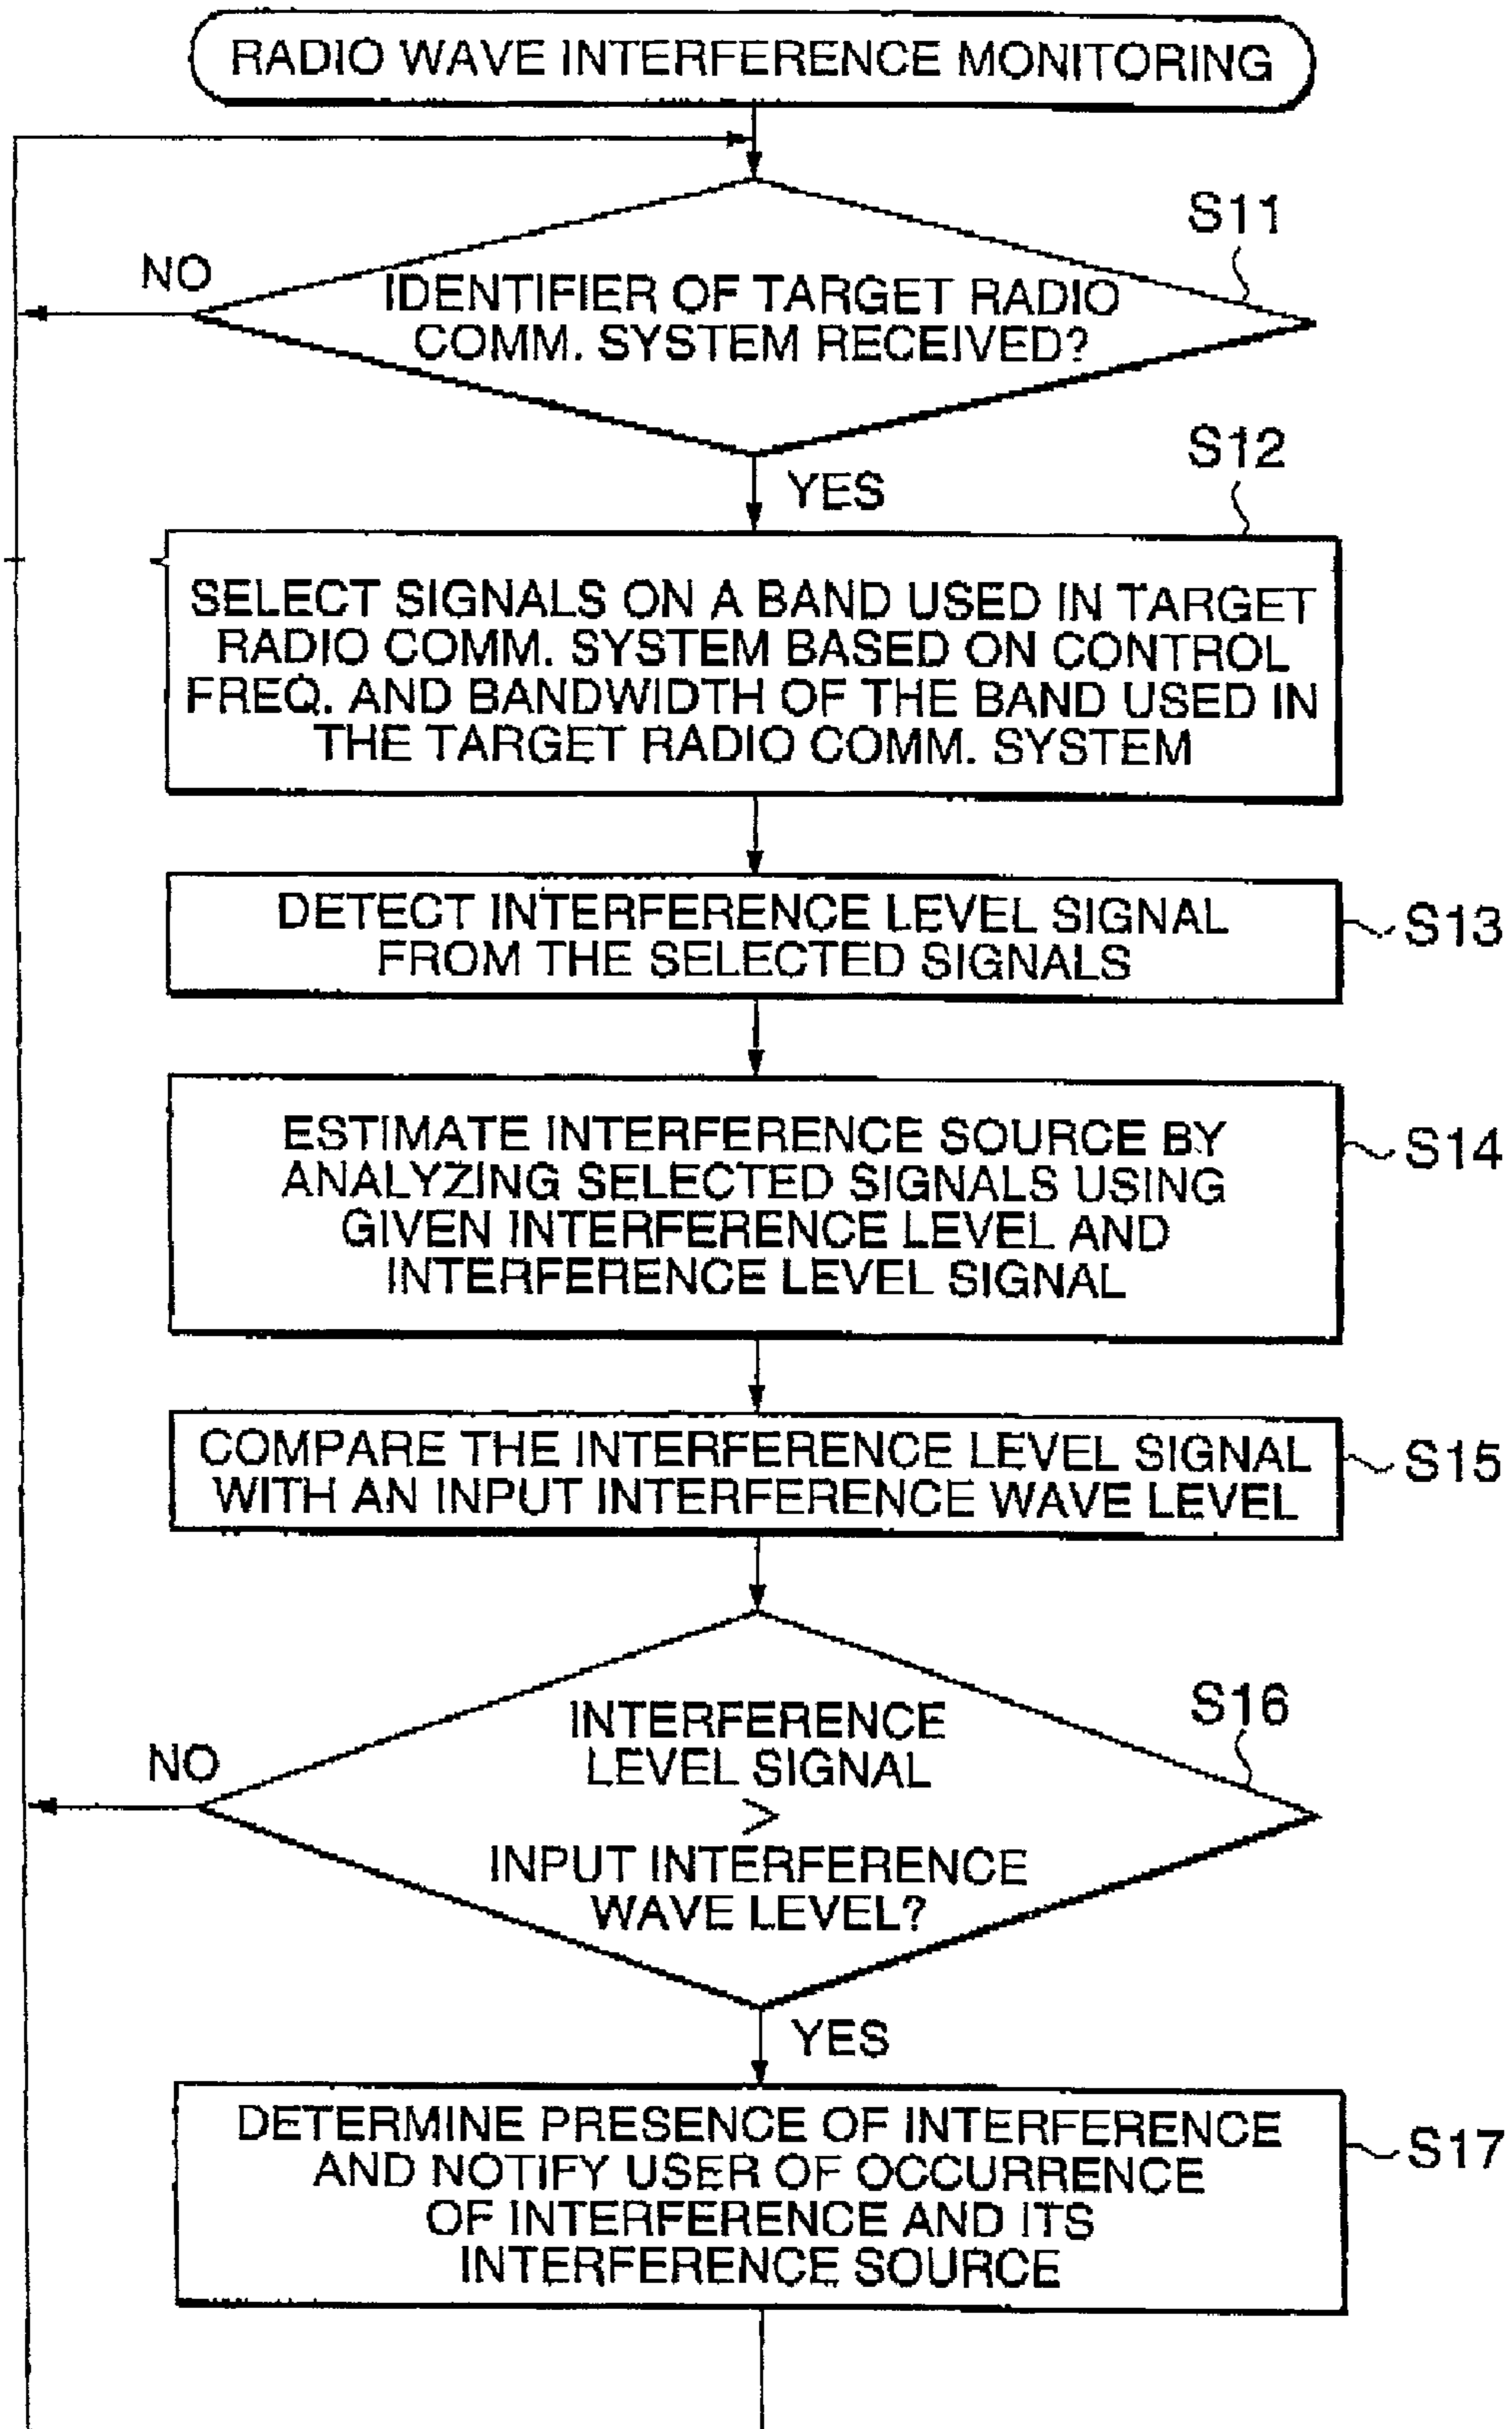 RADIO WAVE INTERFERENCE MONITORING
S11
NO
IDENTIFIER OF TARGET RADIO
COMM. SYSTEM RECEIVED?
S12
YES
SELECT SIGNALS ON A BAND USED IN TARGET
RADIO COMM. SYSTEM BASED ON CONTROL
FREQ. AND BANDWIDTH OF THE BAND USED IN
THE TARGET RADIO COMM. SYSTEM
DETECT INTERFERENCE LEVEL SIGNAL
FROM THE SELECTED SIGNALS
S13
ESTIMATE INTERFERENCE SOURCE BY
ANALYZING SELECTED SIGNALS USING
GIVEN INTERFERENCE LEVEL AND
INTERFERENCE LEVEL SIGNAL
S14
COMPARE THE INTERFERENCE LEVEL SIGNAL
WITH AN INPUT INTERFERENCE WAVE LEVEL
S15
S16
NO
INTERFERENCE
LEVEL SIGNAL
>
INPUT INTERFERENCE
WAVE LEVEL?
YES
DETERMINE PRESENCE OF INTERFERENCE
AND NOTIFY USER OF OCCURRENCE
OF INTERFERENCE AND ITS
INTERFERENCE SOURCE
S17